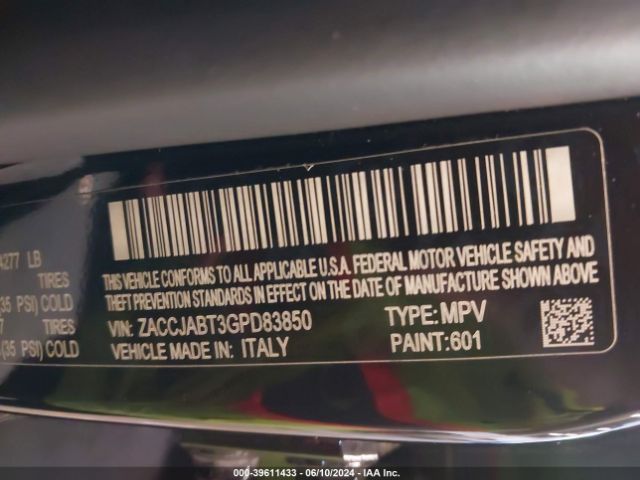 4277 LB
TIRES
(35 PSI) COLD
TIRES
(35 PSI) COLD
THIS VEHICLE CONFORMS TO ALL APPLICABLE U.S.A. FEDERAL MOTOR VEHICLE SAFETY AND
THEFT PREVENTION STANDARDS IN EFFECT ON THE DATE OF MANUFACTURE SHOWN ABOVE
VIN: ZACCJABT3GPD83850 TYPE: MPV
VEHICLE MADE IN: ITALY PAINT: 601
000-39611433 - 06/10/2024 - IAA Inc.